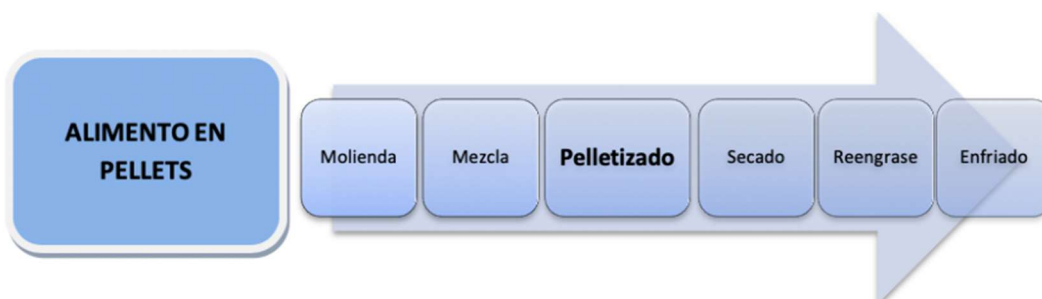 ALIMENTO EN
PELLETS
Molienda
Mezcla
Pelletizado
Secado
Reengrase
Enfriado